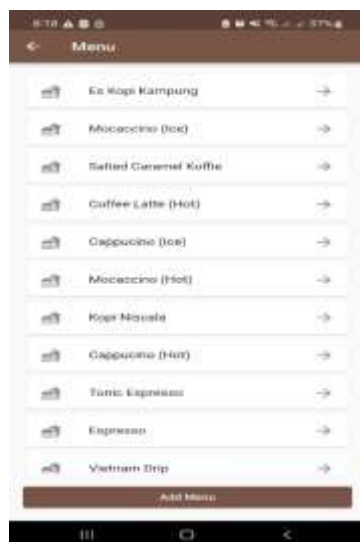 Menu
Es Kopi Kampung
Mocaccino (Ice)
Salted Caramel Koffie
Coffee Latte (Hot)
Cappucino (Ice)
Mocaccino (Hot)
Kopi
Cappucino (Hot)
Tonic Espresso
Espresso
Vietnam Drip
Add Menu